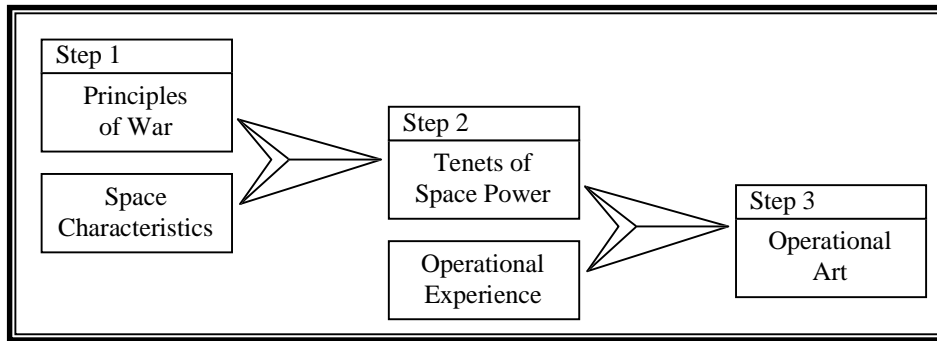 Step 1
Principles
of War
Space
Characteristics
Step 2
Tenets of
Space Power
Operational
Experience
Step 3
Operational
Art